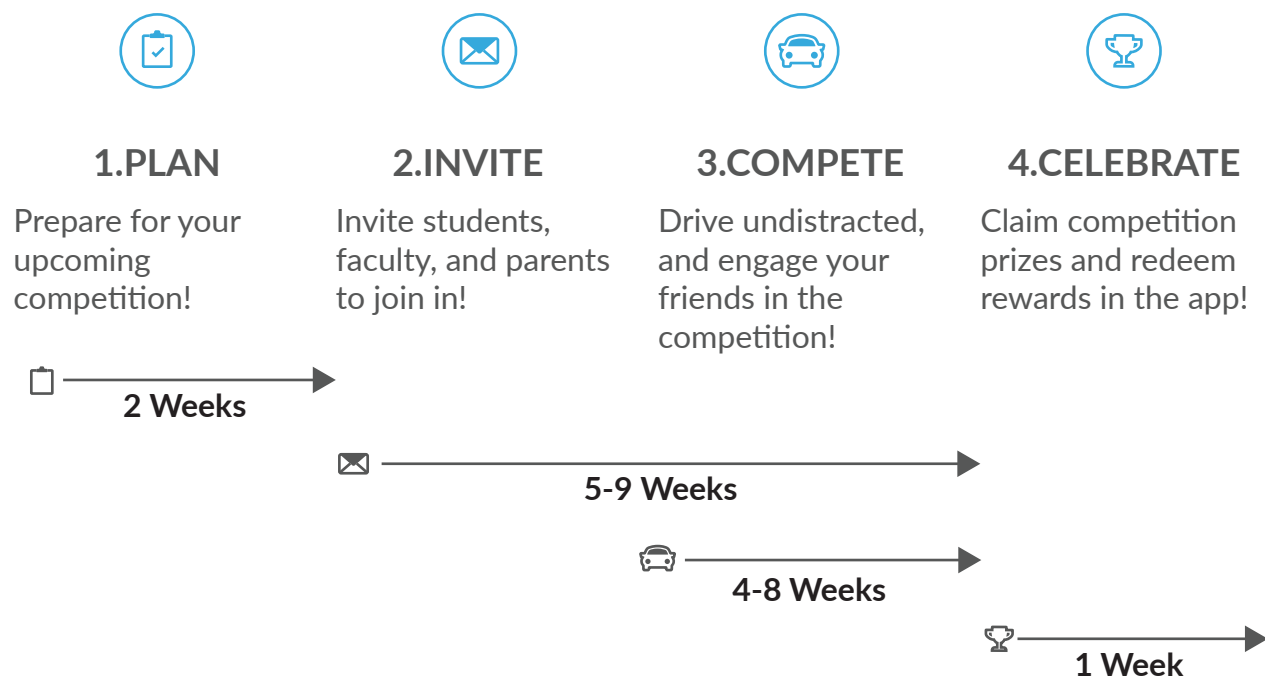 1.PLAN
Prepare for your
upcoming
competition!
2.INVITE
Invite students,
faculty, and parents
to join in!
3.COMPETE
Drive undistracted,
and engage your
friends in the
competition!
4.CELEBRATE
Claim competition
prizes and redeem
rewards in the app!
2 Weeks
5-9 Weeks
4-8 Weeks
1 Week